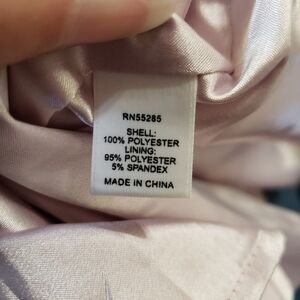 RN55285
SHELL:
100% POLYESTER
LINING:
95% POLYESTER
5% SPANDEX
MADE IN CHINA